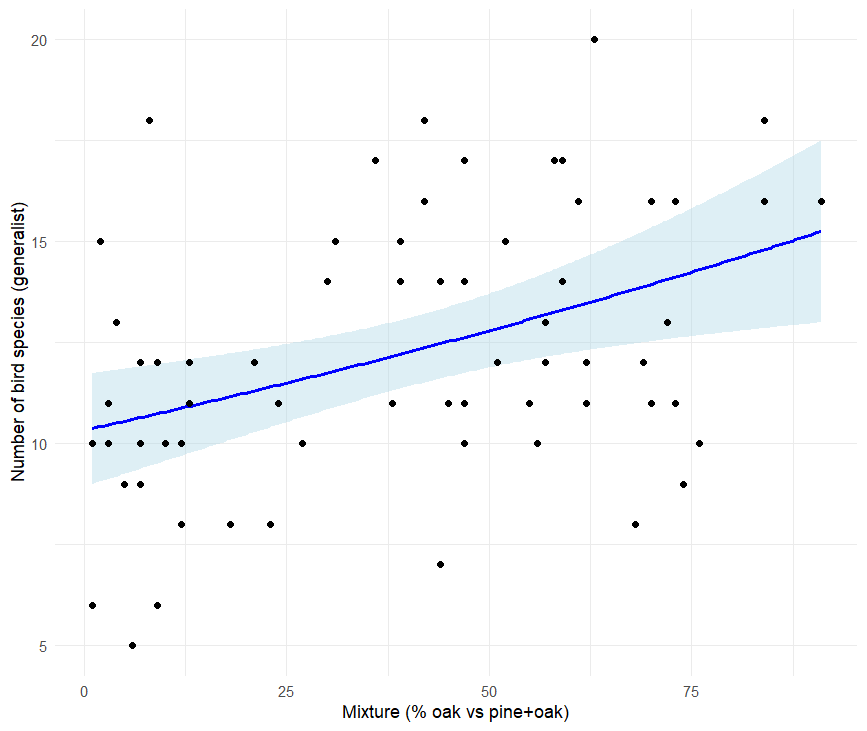 Number of bird species (generalist)
20
15
10
5
0 25 50 75
Mixture (% oak vs pine+oak)